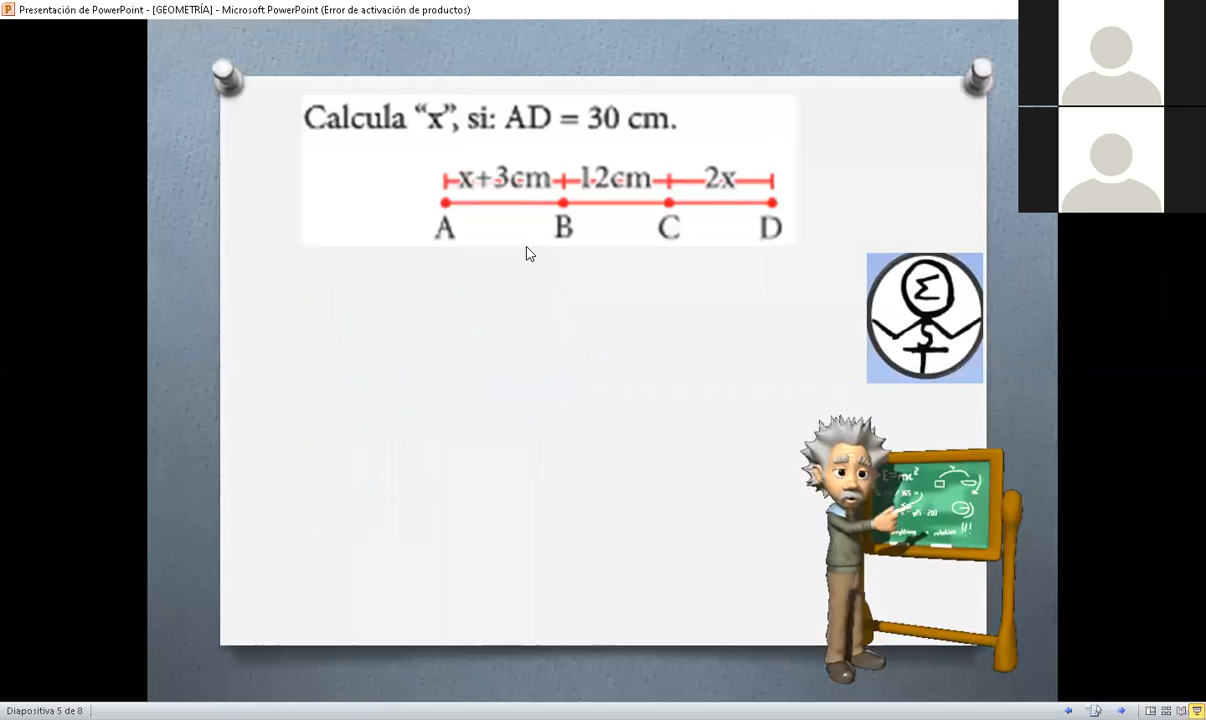 Presentación de PowerPoint - [GEOMETRÍA] - Microsoft PowerPoint (Error de activación de productos)
Calcula “x”, si: AD = 30 cm.
x+3cm 12cm 2x
A B C D
Diapositiva 5 de 8